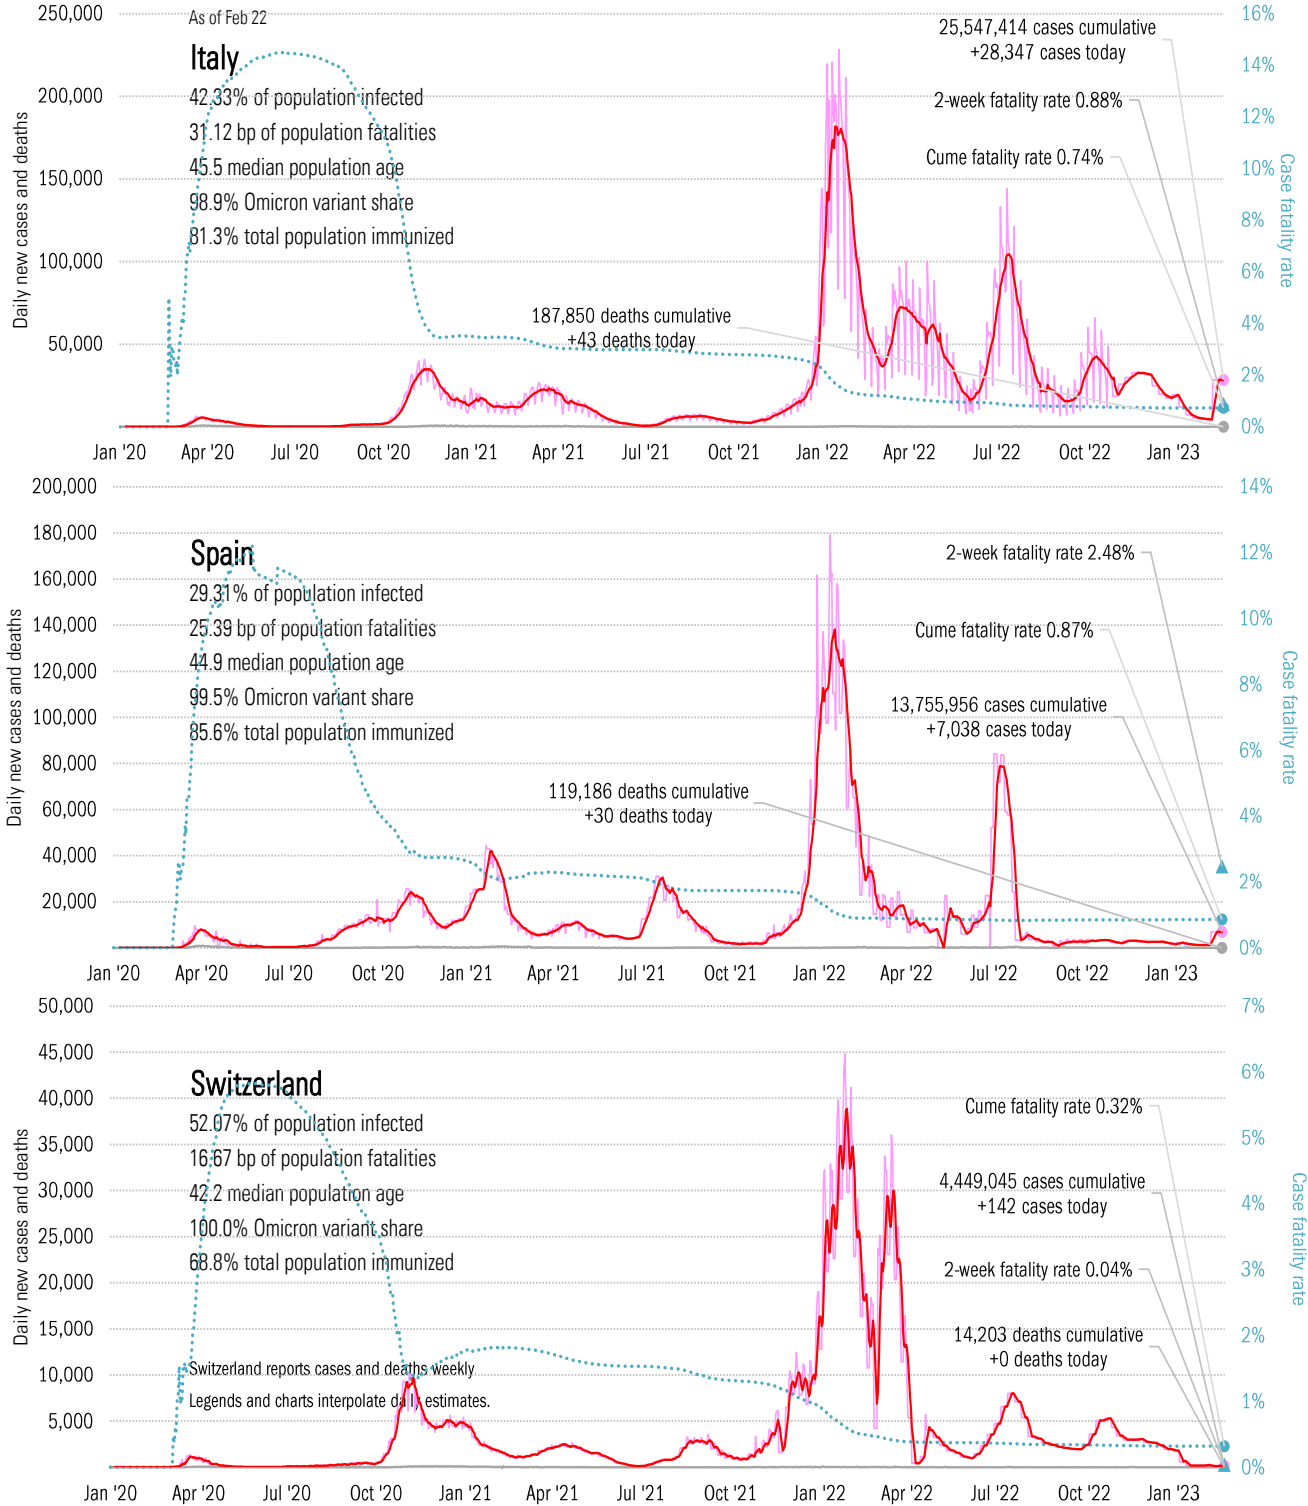 As of Feb 22
Italy
42.33% of population infected
31.12 bp of population fatalities
45.5 median population age
98.9% Omicron variant share
81.3% total population immunized
25,547,414 cases cumulative
+28,347 cases today
2-week fatality rate 0.88%
Cume fatality rate 0.74%
187,850 deaths cumulative
+43 deaths today
Daily new cases and deaths
250,000
200,000
150,000
100,000
50,000
Case fatality rate
16%
14%
12%
10%
8%
6%
4%
2%
0%
Jan '20 Apr '20 Jul '20 Oct '20 Jan '21 Apr '21 Jul '21 Oct '21 Jan '22 Apr '22 Jul '22 Oct '22 Jan '23
Spain
29.31% of population infected
25.39 bp of population fatalities
44.9 median population age
99.5% Omicron variant share
85.6% total population immunized
2-week fatality rate 2.48%
Cume fatality rate 0.87%
13,755,956 cases cumulative
+7,038 cases today
119,186 deaths cumulative
+30 deaths today
Daily new cases and deaths
200,000
180,000
160,000
140,000
120,000
100,000
80,000
60,000
40,000
20,000
Case fatality rate
14%
12%
10%
8%
6%
4%
2%
0%
Jan '20 Apr '20 Jul '20 Oct '20 Jan '21 Apr '21 Jul '21 Oct '21 Jan '22 Apr '22 Jul '22 Oct '22 Jan '23
Switzerland
52.07% of population infected
16.67 bp of population fatalities
42.2 median population age
100.0% Omicron variant share
68.8% total population immunized
Switzerland reports cases and deaths weekly
Legends and charts interpolate daily estimates.
Cume fatality rate 0.32%
4,449,045 cases cumulative
+142 cases today
2-week fatality rate 0.04%
14,203 deaths cumulative
+0 deaths today
Daily new cases and deaths
50,000
45,000
40,000
35,000
30,000
25,000
20,000
15,000
10,000
5,000
Case fatality rate
7%
6%
5%
4%
3%
2%
1%
0%
Jan '20 Apr '20 Jul '20 Oct '20 Jan '21 Apr '21 Jul '21 Oct '21 Jan '22 Apr '22 Jul '22 Oct '22 Jan '23